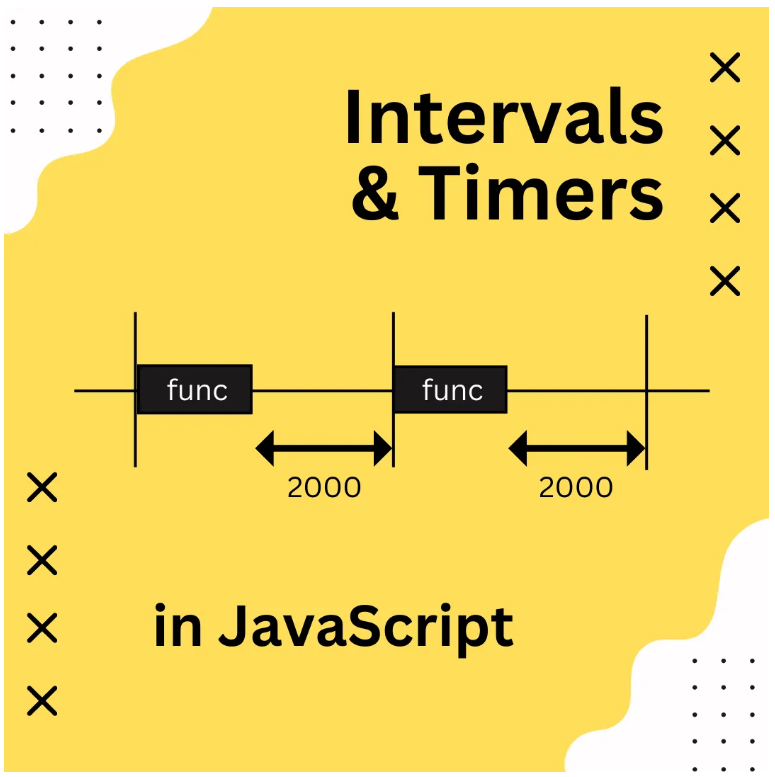 Intervals
& Timers
func
func
2000
2000
in JavaScript